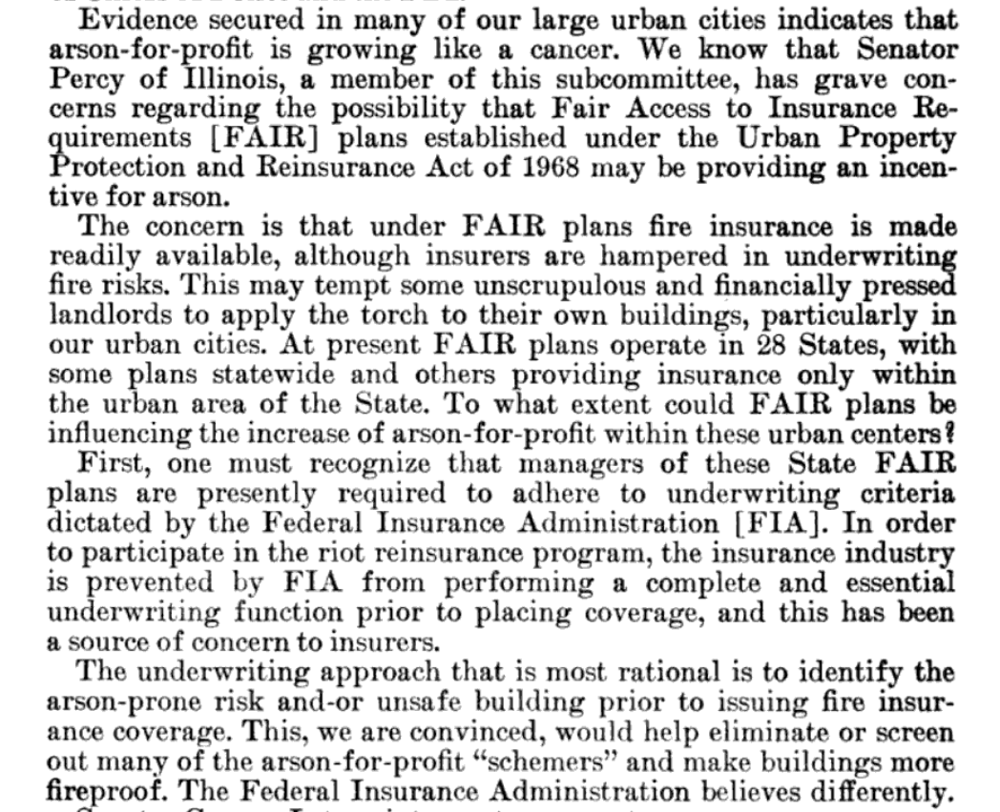 Evidence secured in many of our large urban cities indicates that
arson-for-profit is growing like a cancer. We know that Senator
Percy of Illinois, a member of this subcommittee, has grave con-
cerns regarding the possibility that Fair Access to Insurance Re-
quirements [FAIR] plans established under the Urban Property
Protection and Reinsurance Act of 1968 may be providing an incen-
tive for arson.
The concern is that under FAIR plans fire insurance is made
readily available, although insurers are hampered in underwriting
fire risks. This may tempt some unscrupulous and financially pressed
landlords to apply the torch to their own buildings, particularly in
our urban cities. At present FAIR plans operate in 28 States, with
some plans statewide and others providing insurance only within
the urban area of the State. To what extent could FAIR plans be
influencing the increase of arson-for-profit within these urban centers?
First, one must recognize that managers of these State FAIR
plans are presently required to adhere to underwriting criteria
dictated by the Federal Insurance Administration [FIA]. In order
to participate in the riot reinsurance program, the insurance industry
is prevented by FIA from performing a complete and essential
underwriting function prior to placing coverage, and this has been
a source of concern to insurers.
The underwriting approach that is most rational is to identify the
arson-prone risk and-or unsafe building prior to issuing fire insur-
ance coverage. This, we are convinced, would help eliminate or screen
out many of the arson-for-profit “schemers” and make buildings more
fireproof. The Federal Insurance Administration believes differently.